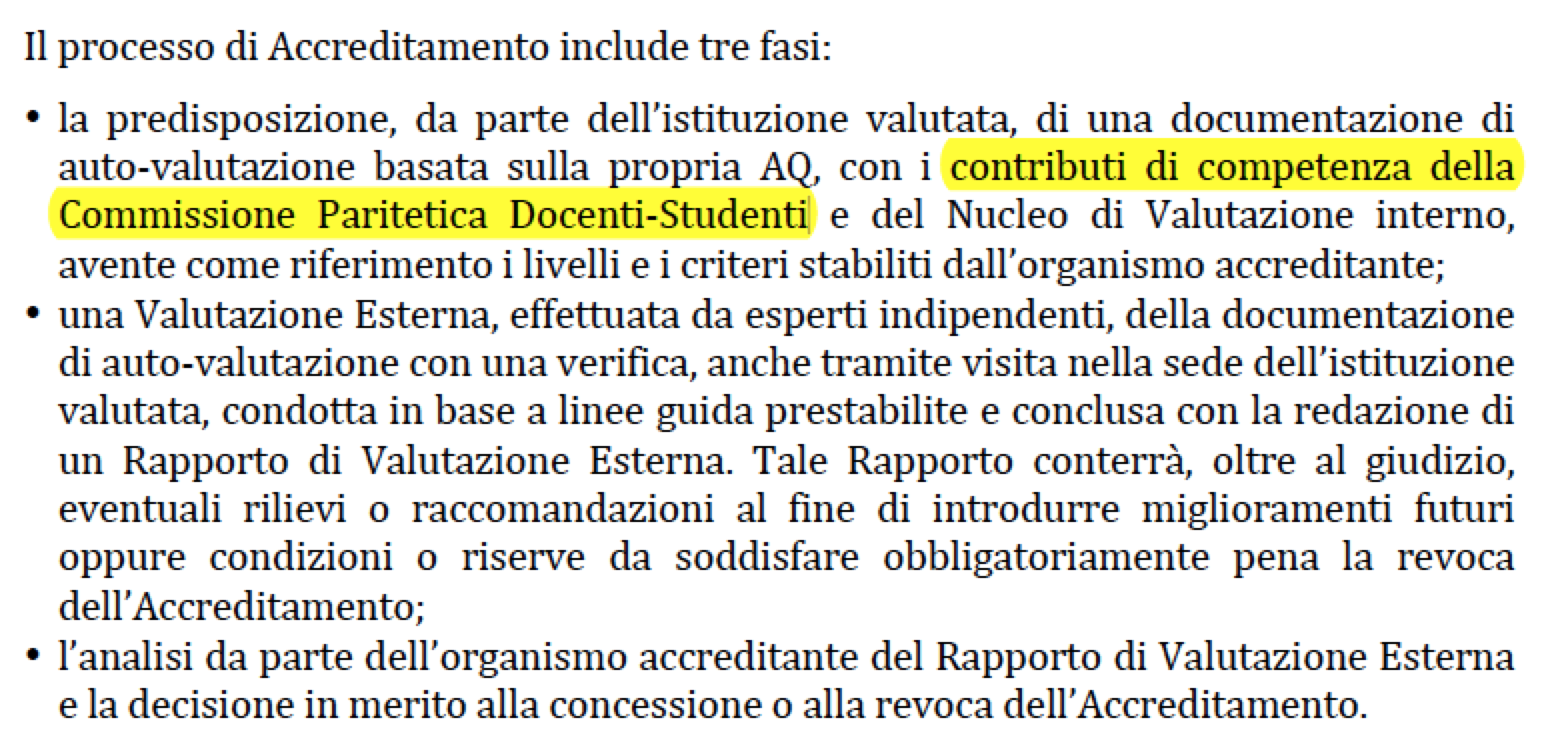 Il processo di Accreditamento include tre fasi:
• la predisposizione, da parte dell’istituzione valutata, di una documentazione di
auto-valutazione basata sulla propria AQ, con i contributi di competenza della
Commissione Paritetica Docenti-Studenti e del Nucleo di Valutazione interno,
avente come riferimento i livelli e i criteri stabiliti dall’organismo accreditante;
• una Valutazione Esterna, effettuata da esperti indipendenti, della documentazione
di auto-valutazione con una verifica, anche tramite visita nella sede dell’istituzione
valutata, condotta in base a linee guida prestabilite e conclusa con la redazione di
un Rapporto di Valutazione Esterna. Tale Rapporto conterrà, oltre al giudizio,
eventuali rilievi o raccomandazioni al fine di introdurre miglioramenti futuri
oppure condizioni o riserve da soddisfare obbligatoriamente pena la revoca
dell’Accreditamento;
• l’analisi da parte dell’organismo accreditante del Rapporto di Valutazione Esterna
e la decisione in merito alla concessione o alla revoca dell’Accreditamento.